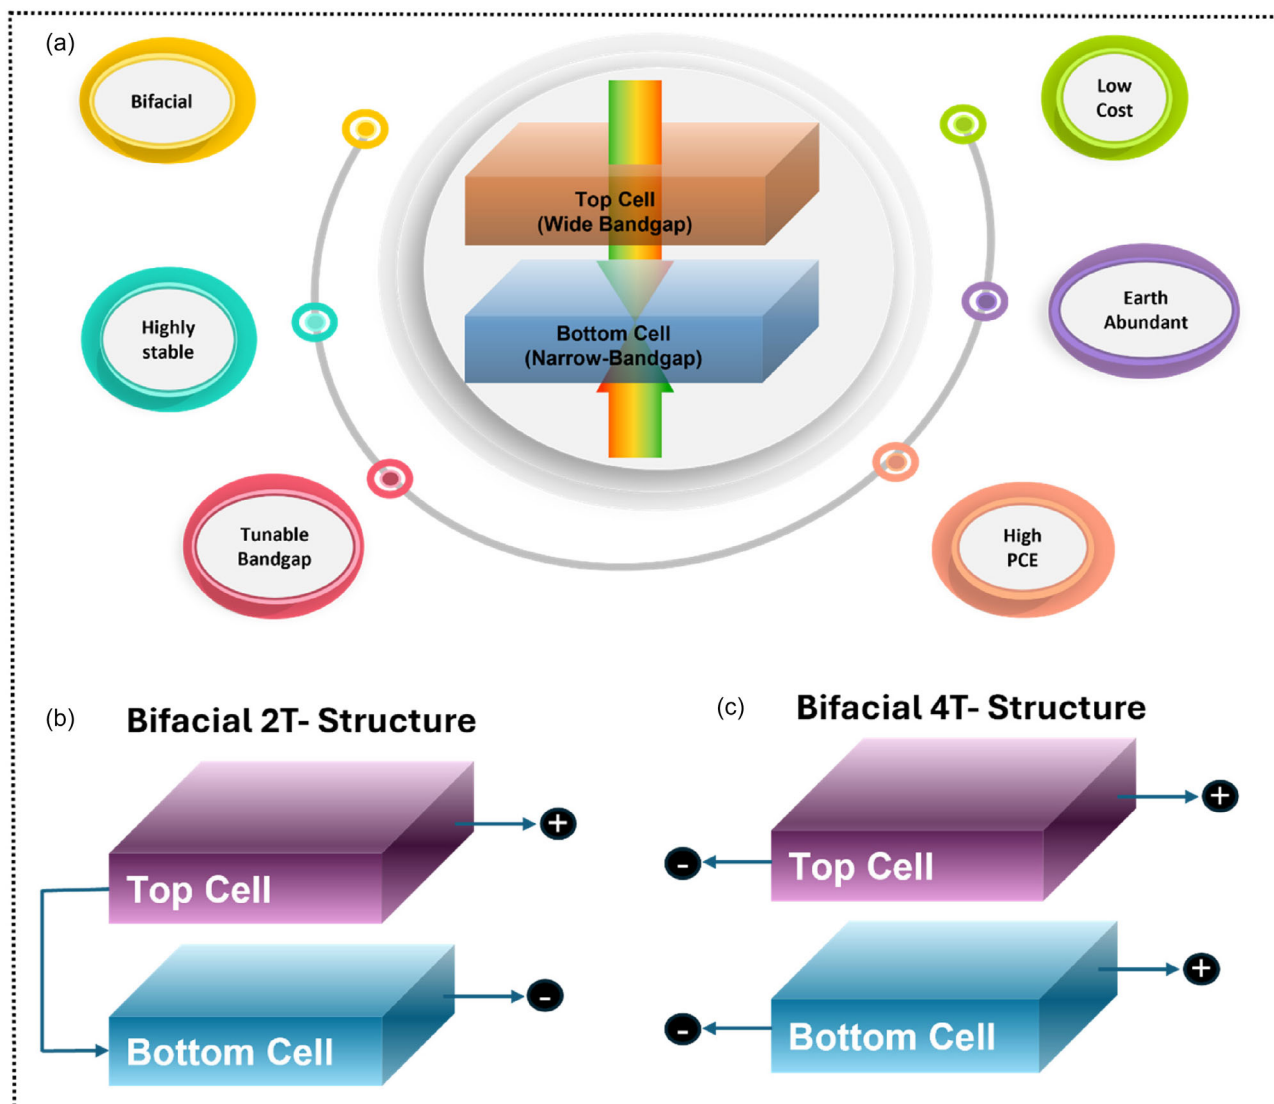 (a)
Bifacial
Low
Cost
Top Cell
(Wide Bandgap)
Highly
stable
Earth
Abundant
Bottom Cell
(Narrow-Bandgap)
Tunable
Bandgap
High
PCE
(b)
Bifacial 2T- Structure
+
Top Cell
-
Bottom Cell
(c)
Bifacial 4T- Structure
+
-
Top Cell
+
-
Bottom Cell